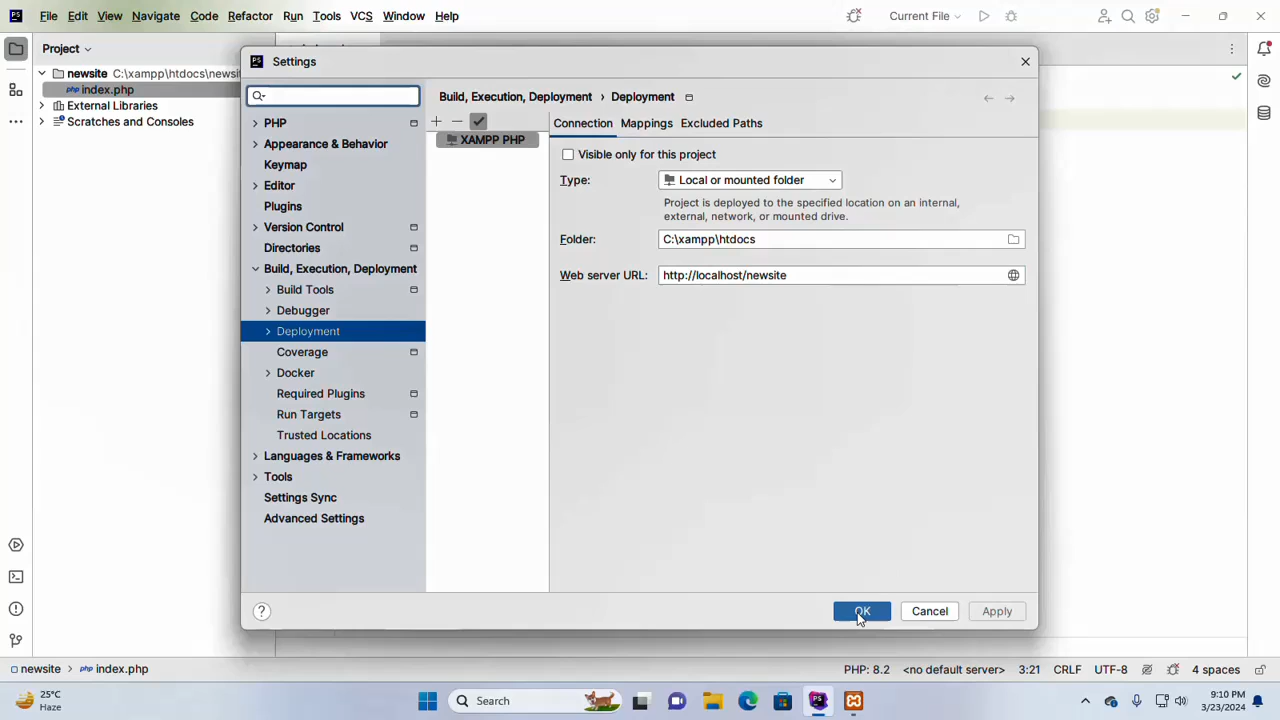 PS File Edit View Navigate Code Refactor Run Tools VCS Window Help Current File
Project
newsite C:\xampp\htdocs\newsi
php index.php
External Libraries
Scratches and Consoles
PS Settings
PHP
Appearance & Behavior
Keymap
Editor
Plugins
Version Control
Directories
Build, Execution, Deployment
Build Tools
Debugger
Deployment
Coverage
Docker
Required Plugins
Run Targets
Trusted Locations
Languages & Frameworks
Tools
Settings Sync
Advanced Settings
XAMPP PHP
Build, Execution, Deployment › Deployment
Connection Mappings Excluded Paths
Visible only for this project
Type: Local or mounted folder
Project is deployed to the specified location on an internal,
external, network, or mounted drive.
Folder: C:\xampp\htdocs
Web server URL: http://localhost/newsite
? OK Cancel Apply
newsite › php index.php PHP: 8.2 <no default server> 3:21 CRLF UTF-8 4 spaces
25°C
Haze
Search
9:10 PM
3/23/2024